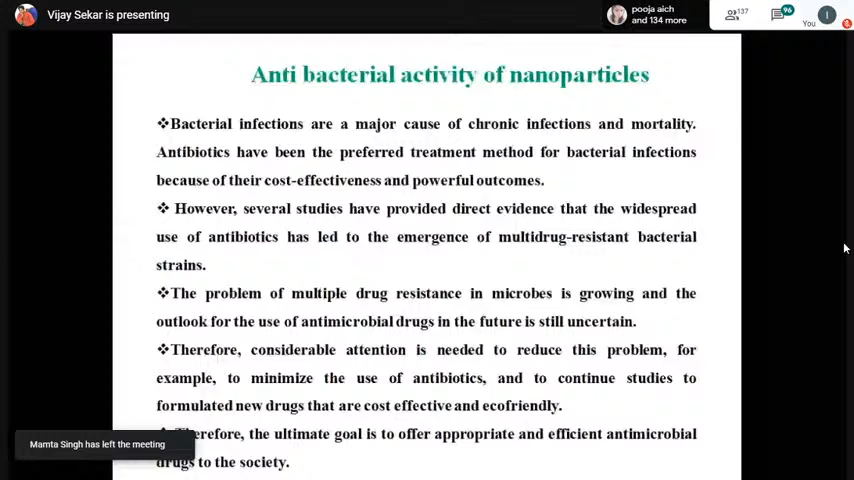 Vijay Sekar is presenting
pooja aich
and 134 more
137
96
You
I
Anti bacterial activity of nanoparticles
❖Bacterial infections are a major cause of chronic infections and mortality.
Antibiotics have been the preferred treatment method for bacterial infections
because of their cost-effectiveness and powerful outcomes.
❖ However, several studies have provided direct evidence that the widespread
use of antibiotics has led to the emergence of multidrug-resistant bacterial
strains.
❖The problem of multiple drug resistance in microbes is growing and the
outlook for the use of antimicrobial drugs in the future is still uncertain.
❖Therefore, considerable attention is needed to reduce this problem, for
example, to minimize the use of antibiotics, and to continue studies to
formulated new drugs that are cost effective and ecofriendly.
❖Therefore, the ultimate goal is to offer appropriate and efficient antimicrobial
drugs to the society.
Mamta Singh has left the meeting